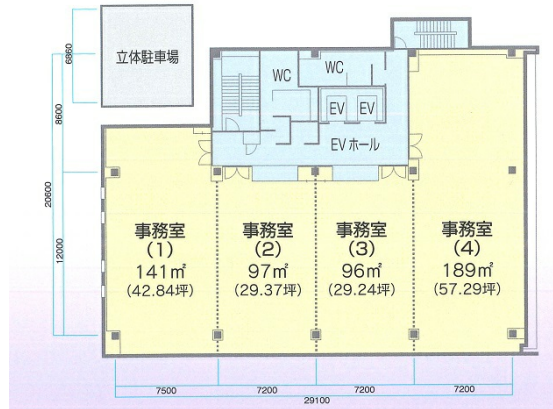 立体駐車場
WC
WC
EV
EV
EVホール
事務室
(1)
141㎡
(42.84坪)
事務室
(2)
97㎡
(29.37坪)
事務室
(3)
96㎡
(29.24坪)
事務室
(4)
189㎡
(57.29坪)
6860
8600
20600
12000
7500
7200
7200
7200
29100